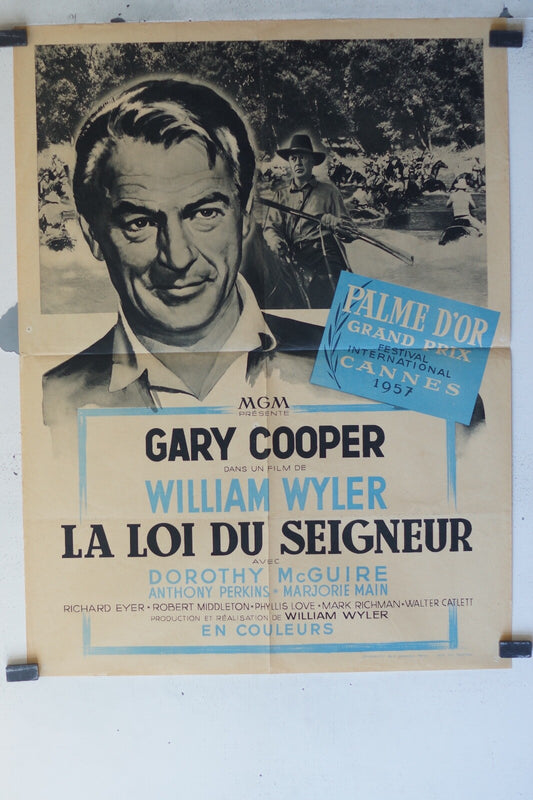 PALME D'OR
GRAND PRIX
FESTIVAL
INTERNATIONAL
CANNES
1957
MGM
PRÉSENTE
GARY COOPER
DANS UN FILM DE
WILLIAM WYLER
LA LOI DU SEIGNEUR
AVEC
DOROTHY McGUIRE
ANTHONY PERKINS • MARJORIE MAIN
RICHARD EYER • ROBERT MIDDLETON • PHYLLIS LOVE • MARK RICHMAN • WALTER CATLETT
PRODUCTION ET RÉALISATION DE WILLIAM WYLER
EN COULEURS